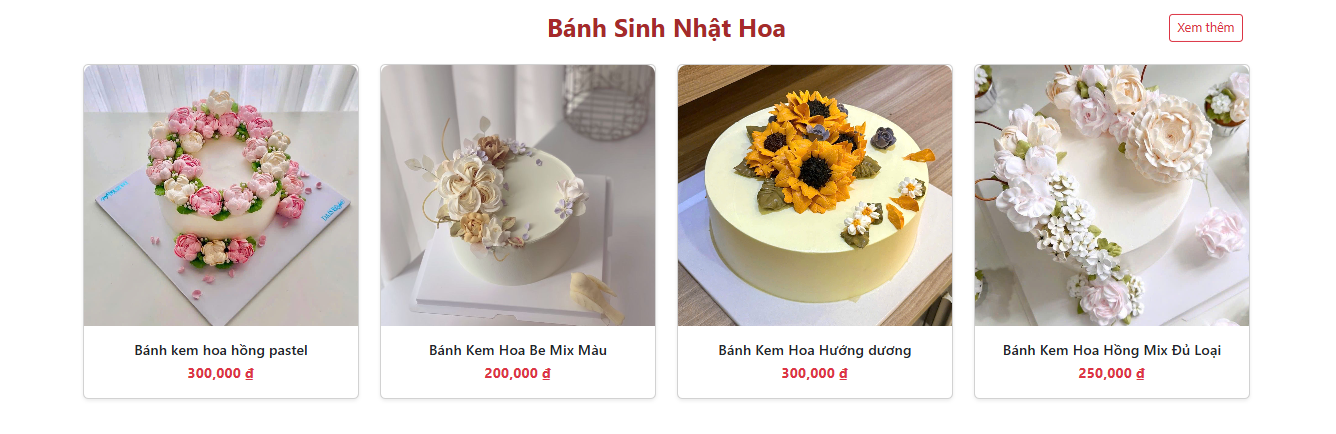 Bánh Sinh Nhật Hoa
Xem thêm
Bánh kem hoa hồng pastel
300,000 ₫
Bánh Kem Hoa Be Mix Màu
200,000 ₫
Bánh Kem Hoa Hướng dương
300,000 ₫
Bánh Kem Hoa Hồng Mix Đủ Loại
250,000 ₫